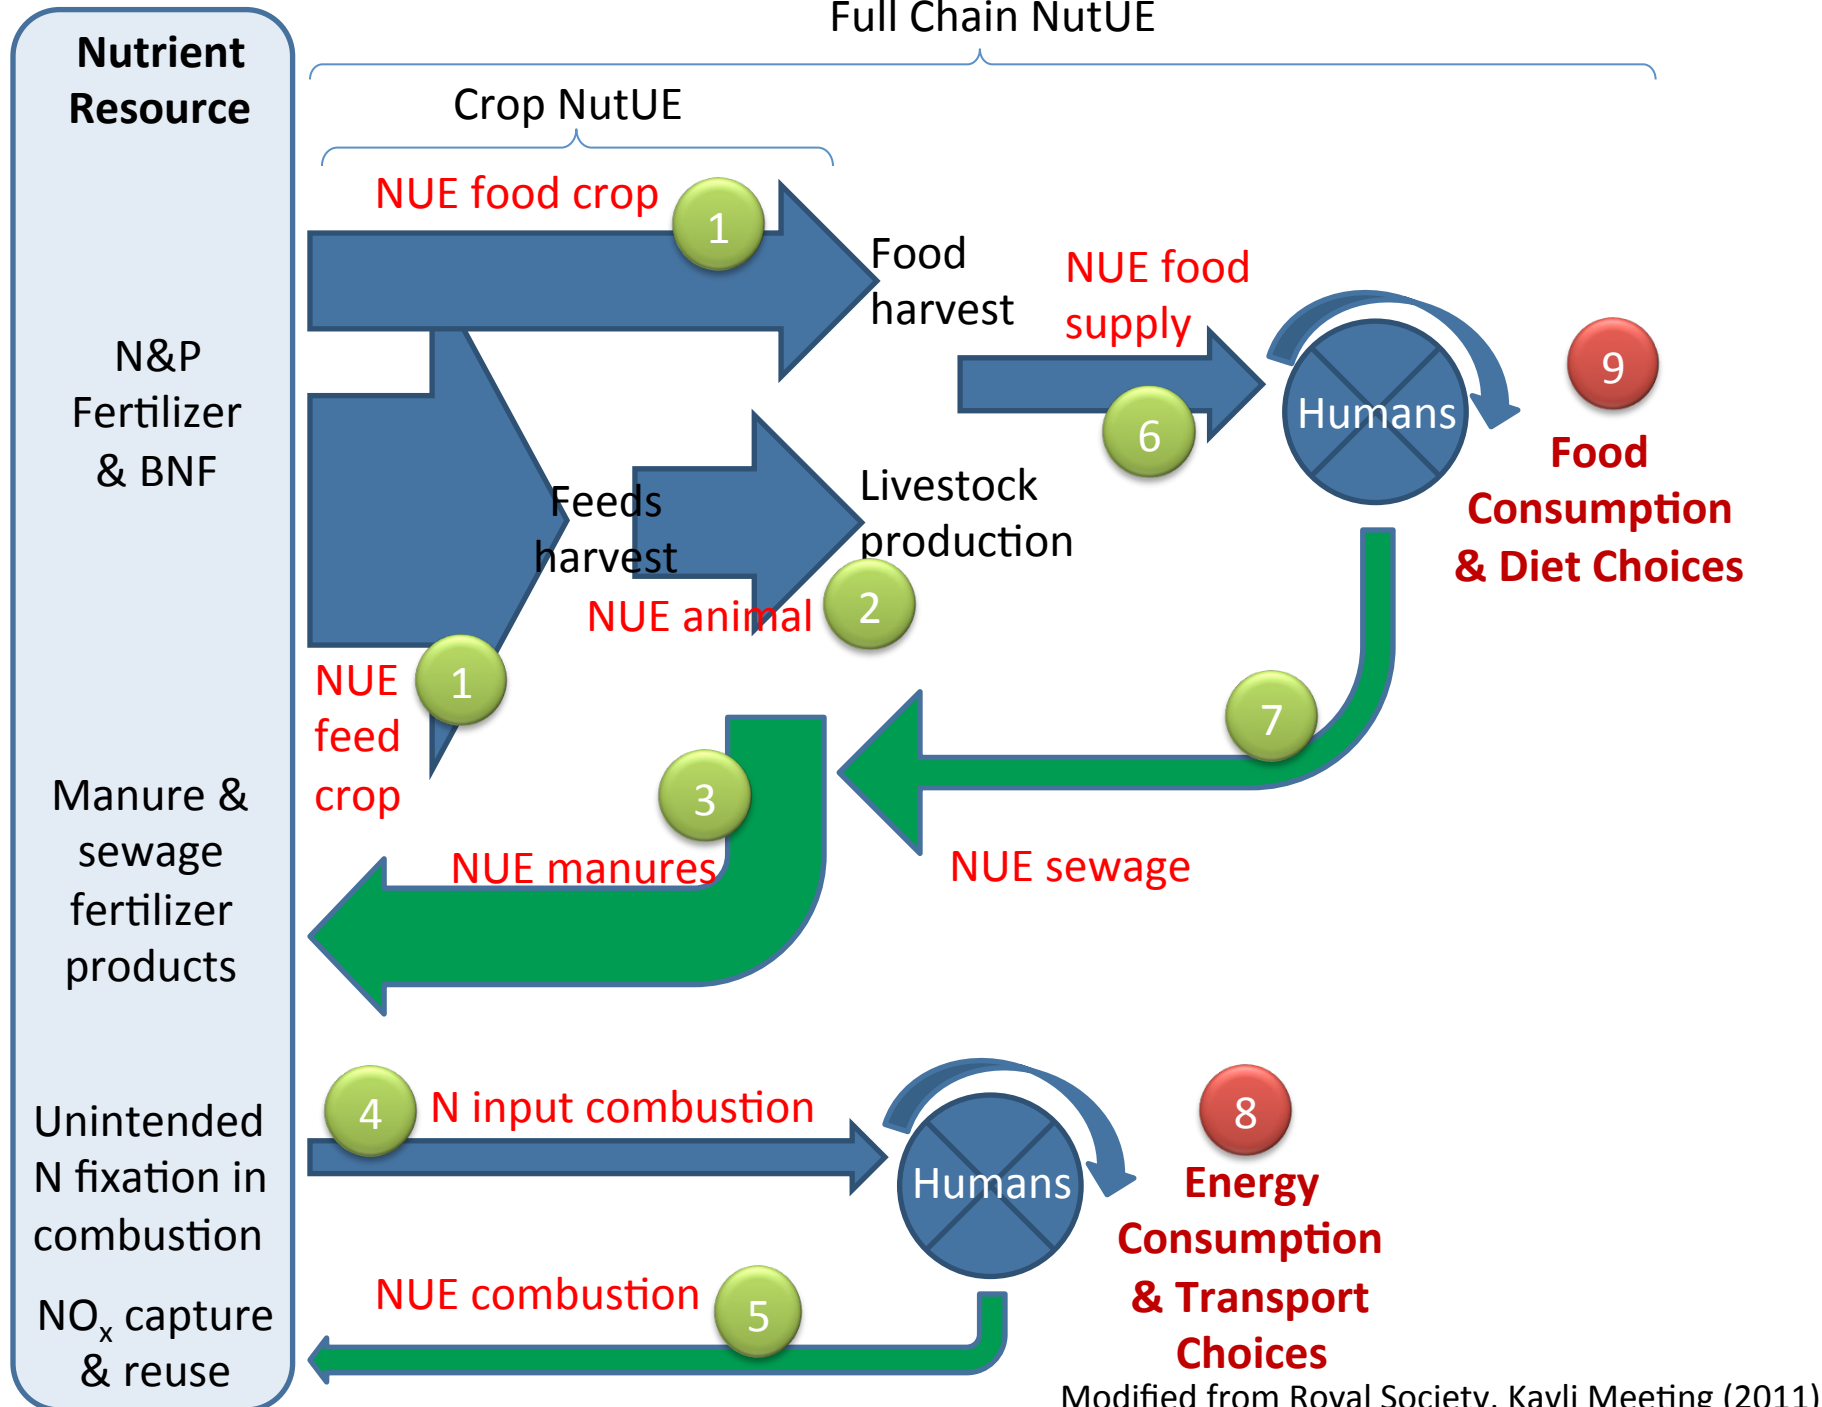 Full Chain NutUE
Nutrient
Resource
Crop NutUE
NUE food crop
1
Food
harvest
NUE food
supply
6
Humans
9
Food
Consumption
& Diet Choices
N&P
Fertilizer
& BNF
Feeds
harvest
Livestock
production
NUE animal
2
NUE
feed
crop
1
7
3
NUE manures
NUE sewage
Manure &
sewage
fertilizer
products
4
N input combustion
Humans
8
Energy
Consumption
& Transport
Choices
Unintended
N fixation in
combustion
NUE combustion
5
NOx capture
& reuse
Modified from Royal Society, Kavli Meeting (2011)